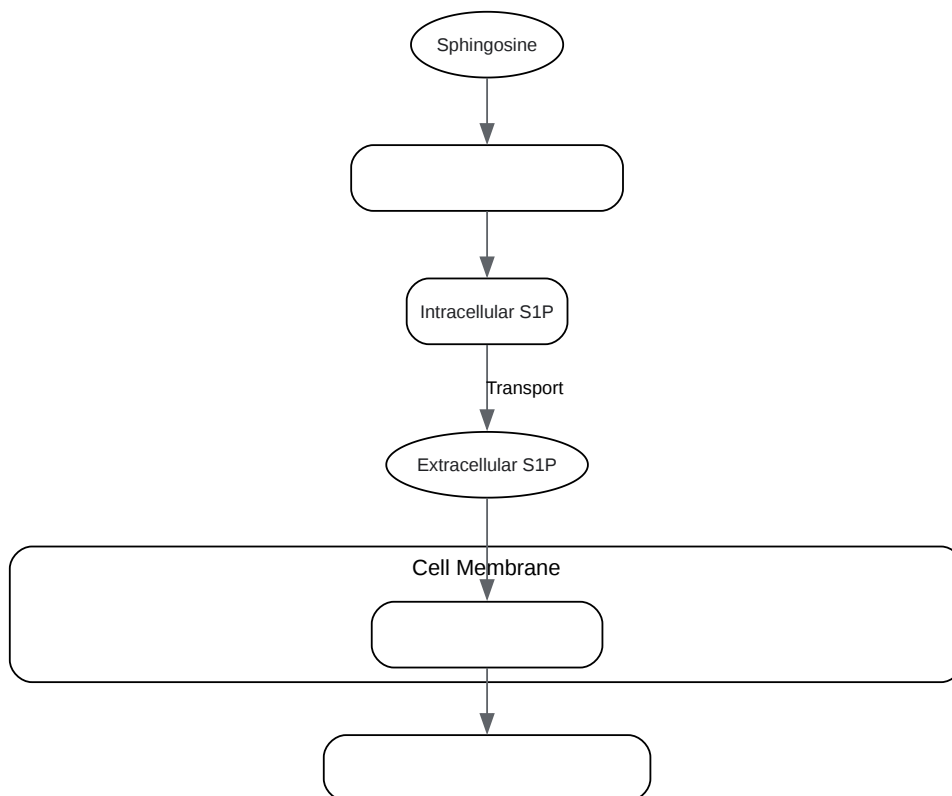 Sphingosine
Intracellular S1P
Transport
Extracellular S1P
Cell Membrane